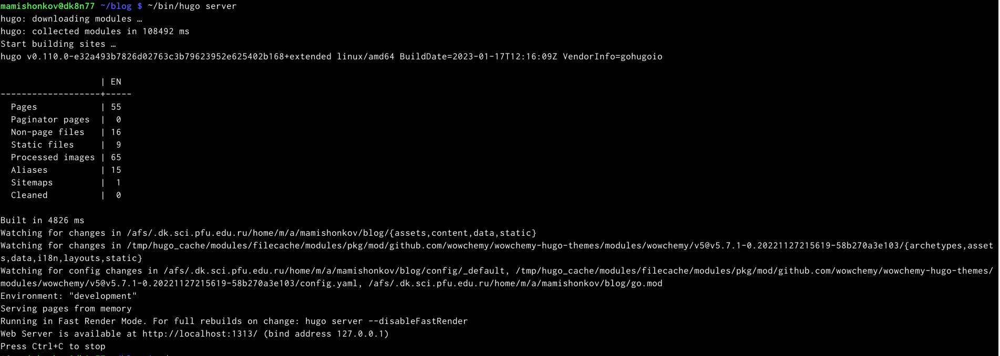 mamishonkov@dk8n77 ~/blog $ ~/bin/hugo server
hugo: downloading modules …
hugo: collected modules in 108492 ms
Start building sites …
hugo v0.110.0-e32a493b7826d02763c3b79623952e625402b168+extended linux/amd64 BuildDate=2023-01-17T12:16:09Z VendorInfo=gohugoio
| EN
-------------------+-----
Pages | 55
Paginator pages | 0
Non-page files | 16
Static files | 9
Processed images | 65
Aliases | 15
Sitemaps | 1
Cleaned | 0
Built in 4826 ms
Watching for changes in /afs/.dk.sci.pfu.edu.ru/home/m/a/mamishonkov/blog/{assets,content,data,static}
Watching for changes in /tmp/hugo_cache/modules/filecache/modules/pkg/mod/github.com/wowchemy/wowchemy-hugo-themes/modules/wowchemy/v5@v5.7.1-0.20221127215619-58b270a3e103/{archetypes,asset
s,data,i18n,layouts,static}
Watching for config changes in /afs/.dk.sci.pfu.edu.ru/home/m/a/mamishonkov/blog/config/_default, /tmp/hugo_cache/modules/filecache/modules/pkg/mod/github.com/wowchemy/wowchemy-hugo-themes/
modules/wowchemy/v5@v5.7.1-0.20221127215619-58b270a3e103/config.yaml, /afs/.dk.sci.pfu.edu.ru/home/m/a/mamishonkov/blog/go.mod
Environment: "development"
Serving pages from memory
Running in Fast Render Mode. For full rebuilds on change: hugo server --disableFastRender
Web Server is available at http://localhost:1313/ (bind address 127.0.0.1)
Press Ctrl+C to stop